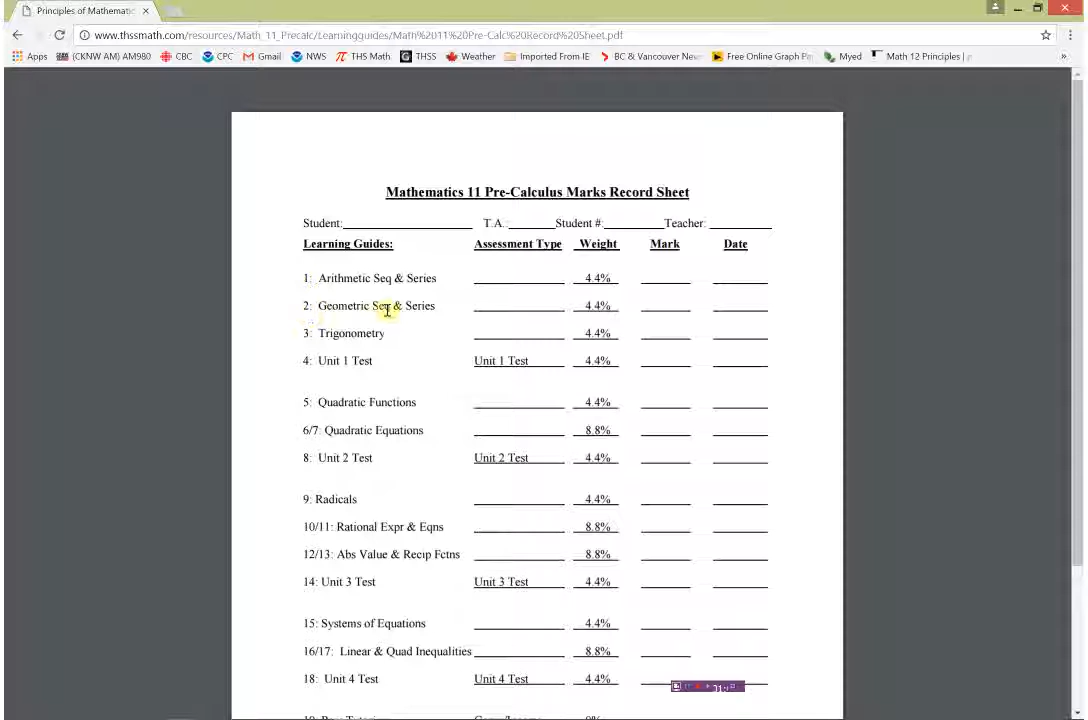 Principles of Mathematic
www.thssmath.com/resources/Math_11_Precalc/Learningguides/Math%2011%20Pre-Calc%20Record%20Sheet.pdf
Apps (CKNW AM) AM980 CBC CPC Gmail NWS THS Math THSS Weather Imported From IE BC & Vancouver New Free Online Graph Pa Myed Math 12 Principles | p
Mathematics 11 Pre-Calculus Marks Record Sheet
Student: T.A.: Student #: Teacher:
Learning Guides: Assessment Type Weight Mark Date
1: Arithmetic Seq & Series 4.4%
2: Geometric Seq & Series 4.4%
3: Trigonometry 4.4%
4: Unit 1 Test Unit 1 Test 4.4%
5: Quadratic Functions 4.4%
6/7: Quadratic Equations 8.8%
8: Unit 2 Test Unit 2 Test 4.4%
9: Radicals 4.4%
10/11: Rational Expr & Eqns 8.8%
12/13: Abs Value & Recip Fctns 8.8%
14: Unit 3 Test Unit 3 Test 4.4%
15: Systems of Equations 4.4%
16/17: Linear & Quad Inequalities 8.8%
18: Unit 4 Test Unit 4 Test 4.4%